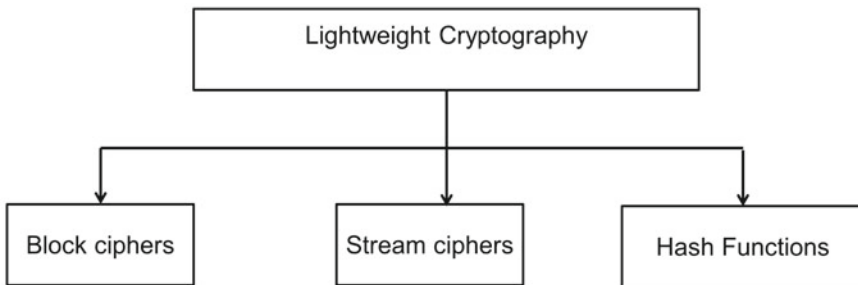 Lightweight Cryptography
Block ciphers
Stream ciphers
Hash Functions